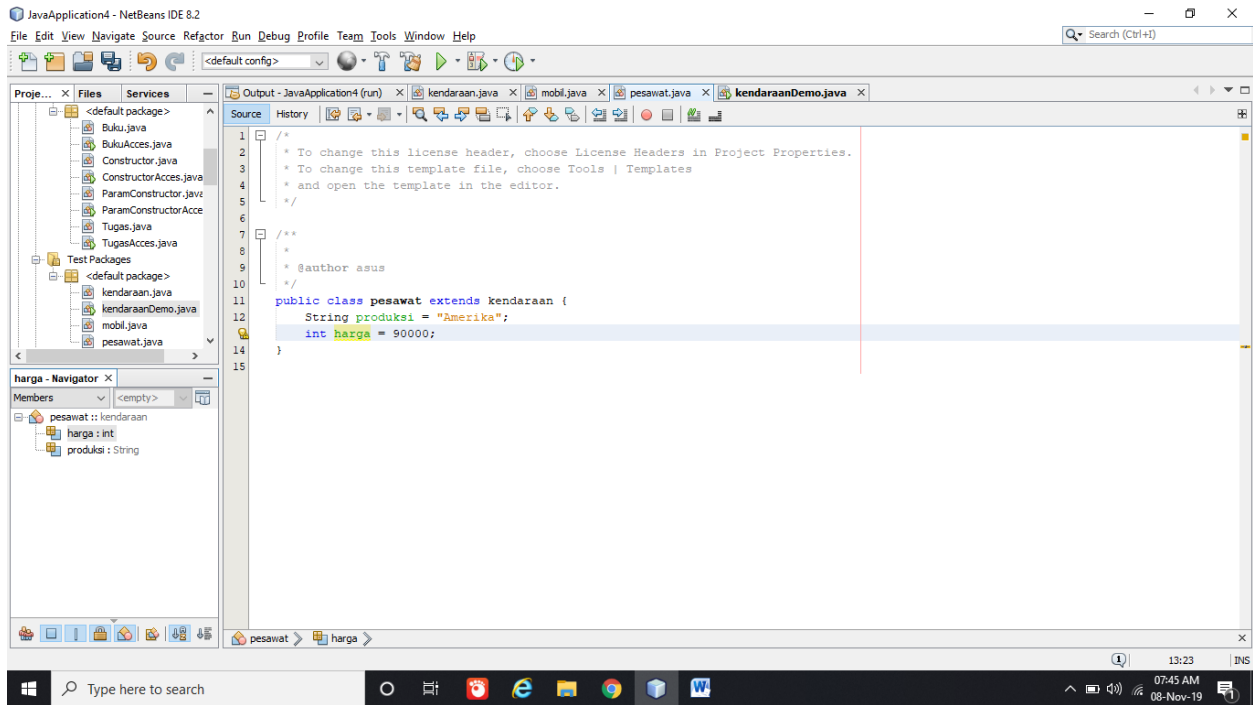 JavaApplication4 - NetBeans IDE 8.2
File Edit View Navigate Source Refactor Run Debug Profile Team Tools Window Help
Search (Ctrl+I)
<default config>
Proje... Files Services
Output - JavaApplication4 (run) kendaraan.java mobil.java pesawat.java kendaraanDemo.java
<default package>
Buku.java
BukuAcces.java
Constructor.java
ConstructorAcces.java
ParamConstructor.java
ParamConstructorAcce
Tugas.java
TugasAcces.java
Test Packages
<default package>
kendaraan.java
kendaraanDemo.java
mobil.java
pesawat.java
Source History
1 /*
2 * To change this license header, choose License Headers in Project Properties.
3 * To change this template file, choose Tools | Templates
4 * and open the template in the editor.
5 */
6
7 /**
8 *
9 * @author asus
10 */
11 public class pesawat extends kendaraan {
12 String produksi = "Amerika";
int harga = 90000;
14 }
15
harga - Navigator
Members <empty>
pesawat :: kendaraan
harga : int
produksi : String
pesawat harga
1 13:23 INS
Type here to search
07:45 AM
08-Nov-19
1